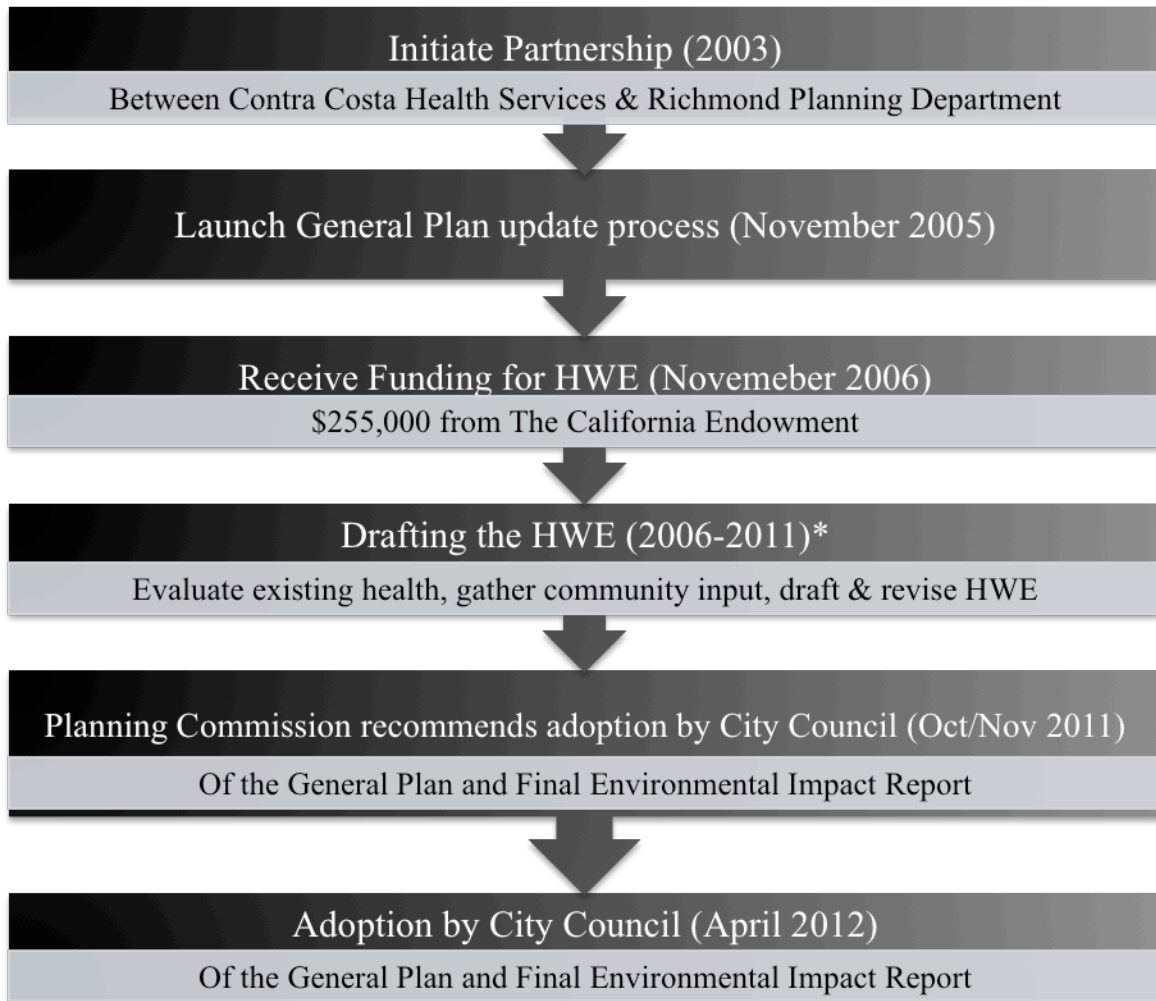 Initiate Partnership (2003)
Between Contra Costa Health Services & Richmond Planning Department
Launch General Plan update process (November 2005)
Receive Funding for HWE (Novemeber 2006)
$255,000 from The California Endowment
Drafting the HWE (2006-2011)*
Evaluate existing health, gather community input, draft & revise HWE
Planning Commission recommends adoption by City Council (Oct/Nov 2011)
Of the General Plan and Final Environmental Impact Report
Adoption by City Council (April 2012)
Of the General Plan and Final Environmental Impact Report